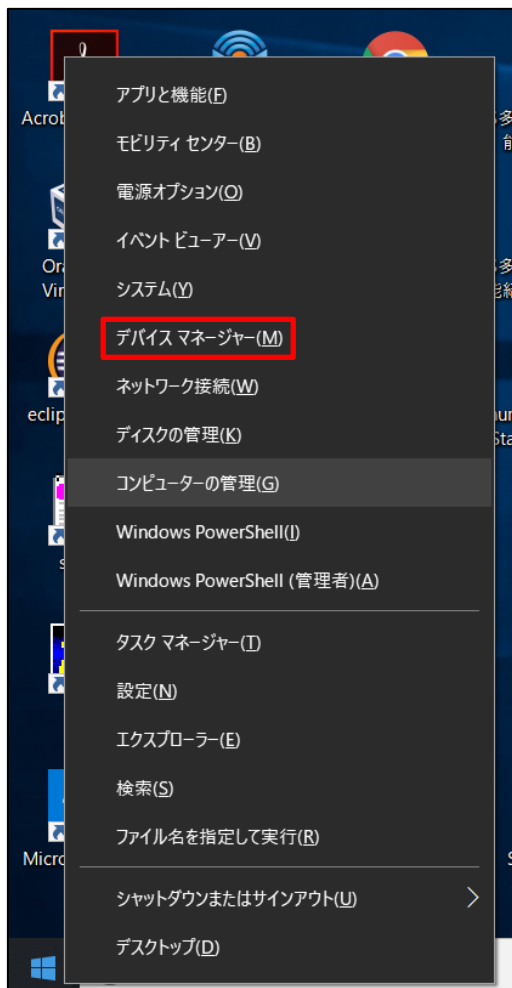 アプリと機能(F)
モビリティ センター(B)
電源オプション(O)
イベント ビューアー(V)
システム(Y)
デバイス マネージャー(M)
ネットワーク接続(W)
ディスクの管理(K)
コンピューターの管理(G)
Windows PowerShell(I)
Windows PowerShell (管理者)(A)
タスク マネージャー(T)
設定(N)
エクスプローラー(E)
検索(S)
ファイル名を指定して実行(R)
シャットダウンまたはサインアウト(U)
デスクトップ(D)